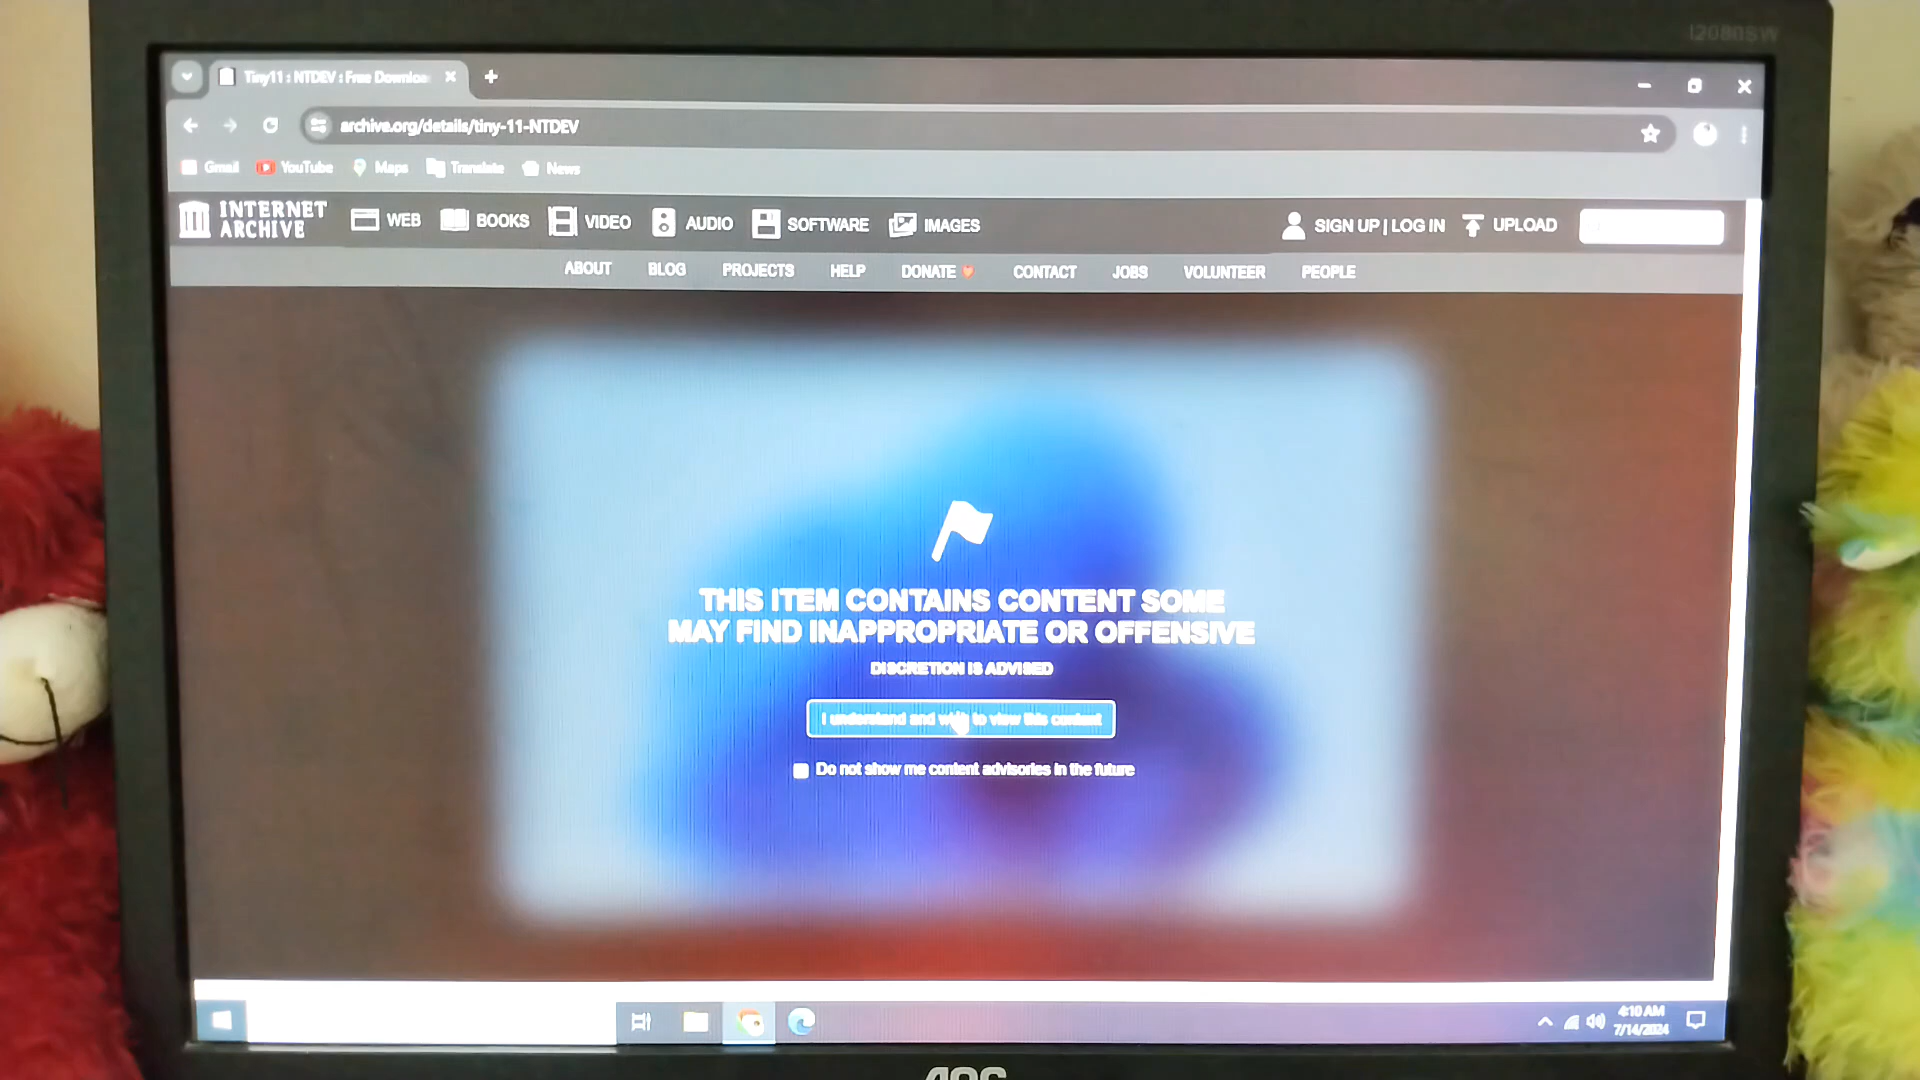 I2080SW
Tiny11 : NTDEV : Free Downloa
archive.org/details/tiny-11-NTDEV
Gmail YouTube Maps Translate News
INTERNET ARCHIVE WEB BOOKS VIDEO AUDIO SOFTWARE IMAGES SIGN UP | LOG IN UPLOAD
ABOUT BLOG PROJECTS HELP DONATE CONTACT JOBS VOLUNTEER PEOPLE
THIS ITEM CONTAINS CONTENT SOME
MAY FIND INAPPROPRIATE OR OFFENSIVE
DISCRETION IS ADVISED
I understand and wish to view this content
Do not show me content advisories in the future
4:10 AM
7/14/2024
AOC